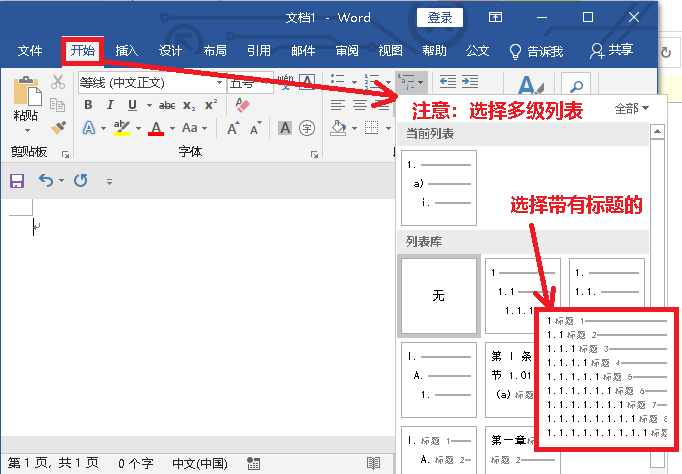 文档1 - Word
登录
文件 开始 插入 设计 布局 引用 邮件 审阅 视图 帮助 公文 告诉我 共享
等线 (中文正文) 五号 wén A
粘贴
B I U abc x₂ x²
A ab A Aa A A A 字
剪贴板 字体
注意：选择多级列表
全部
当前列表
1.
a)
i.
选择带有标题的
列表库
无
1
1.1
1.1.1
1.
1.1.
1 标题 1
1.1 标题 2
1.1.1 标题 3
1.1.1.1 标题 4
1.1.1.1.1 标题 5
1.1.1.1.1.1 标题 6
1.1.1.1.1.1.1 标题 7
1.1.1.1.1.1.1.1 标题 8
1.1.1.1.1.1.1.1.1
I.
A.
1.
第 I 条
节 1.01
(a) 标题
I. 标题 1
A. 标题 2
第一章 标题
标题 2
第 1 页，共 1 页 0 个字 中文(中国)